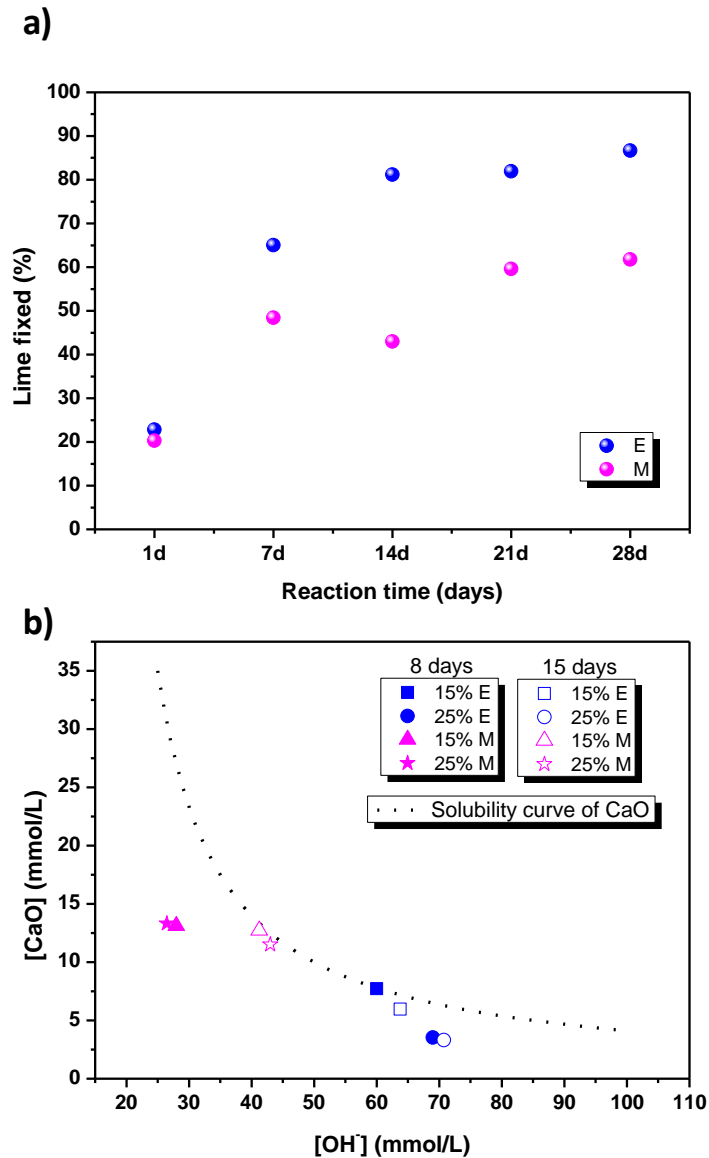 a)
100
90
80
70
60
50
40
30
20
10
0
Lime fixed (%)
E
M
1d 7d 14d 21d 28d
Reaction time (days)
b)
35
30
25
20
15
10
5
0
[CaO] (mmol/L)
8 days 15 days
15% E 15% E
25% E 25% E
15% M 15% M
25% M 25% M
Solubility curve of CaO
20 30 40 50 60 70 80 90 100 110
[OH-] (mmol/L)